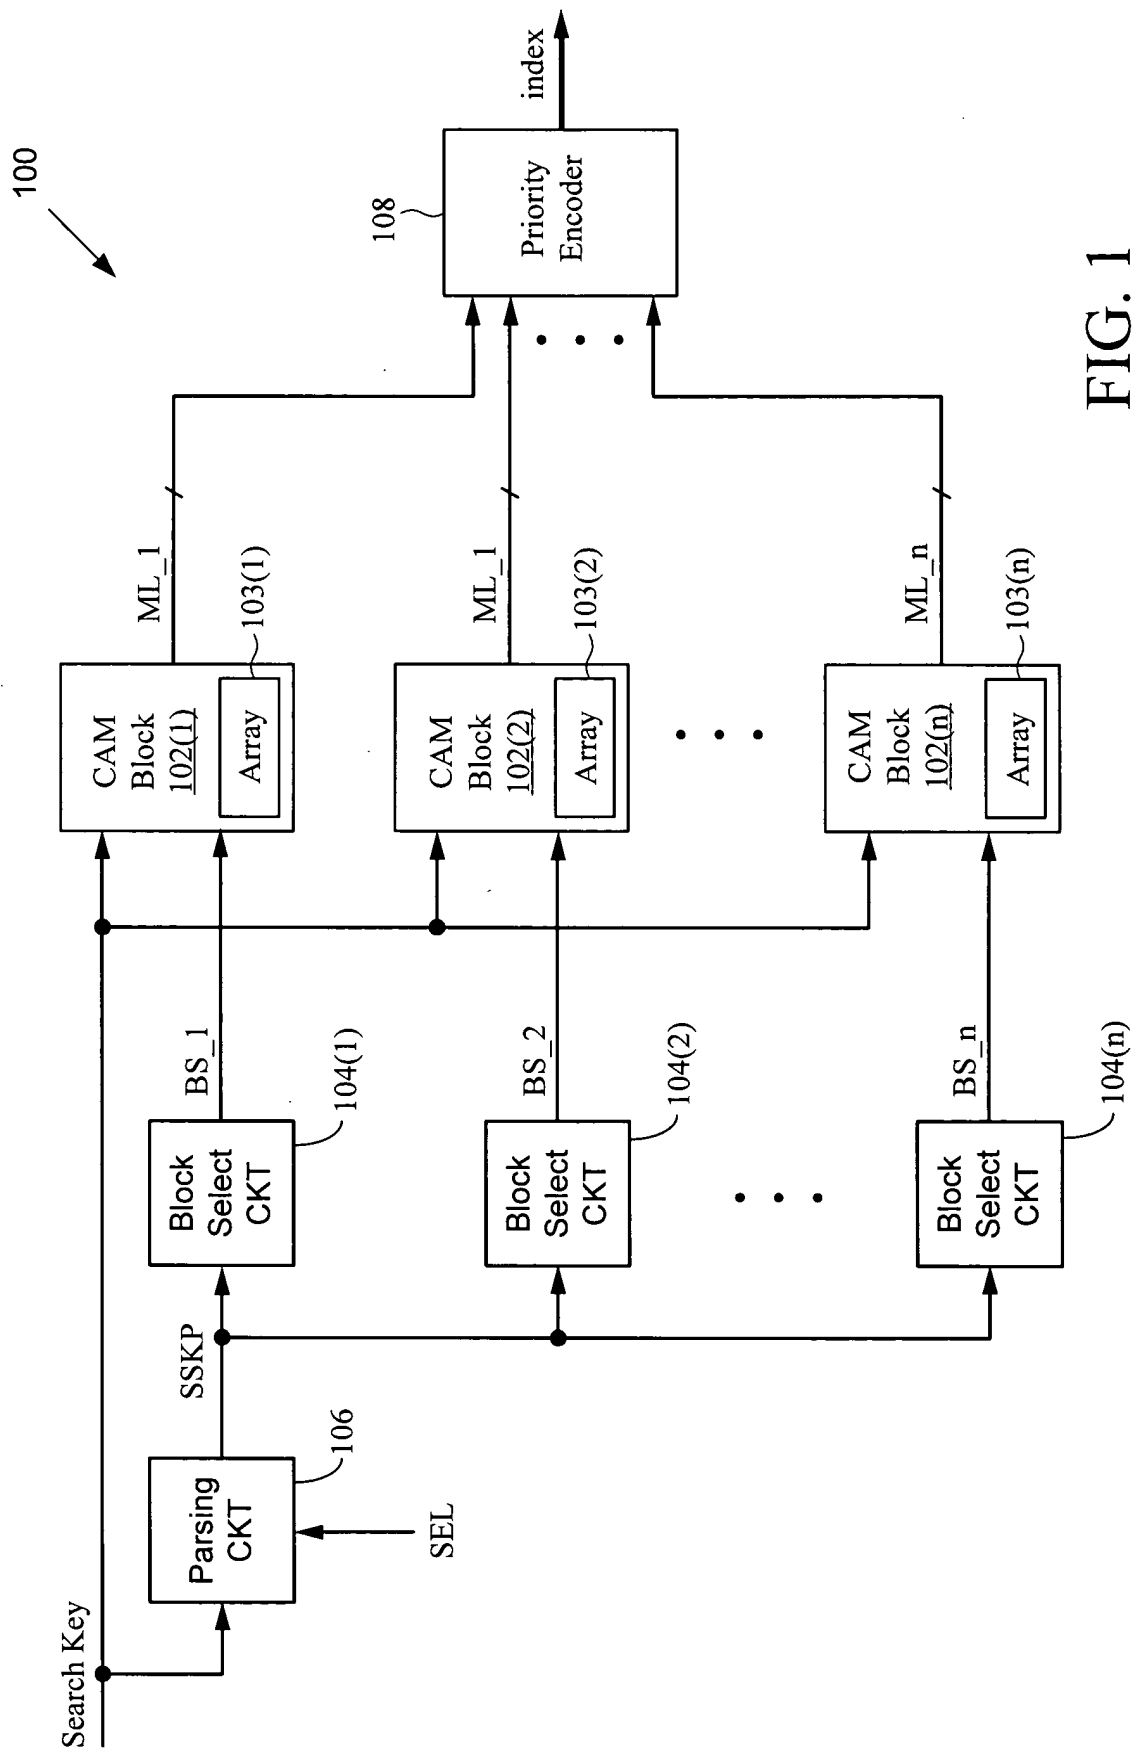 100
Search Key
Parsing
CKT
106
SEL
SSKP
Block
Select
CKT
104(1)
BS_1
CAM
Block
102(1)
Array
103(1)
ML_1
Block
Select
CKT
104(2)
BS_2
CAM
Block
102(2)
Array
103(2)
ML_1
Block
Select
CKT
104(n)
BS_n
CAM
Block
102(n)
Array
103(n)
ML_n
108
Priority
Encoder
index
FIG. 1